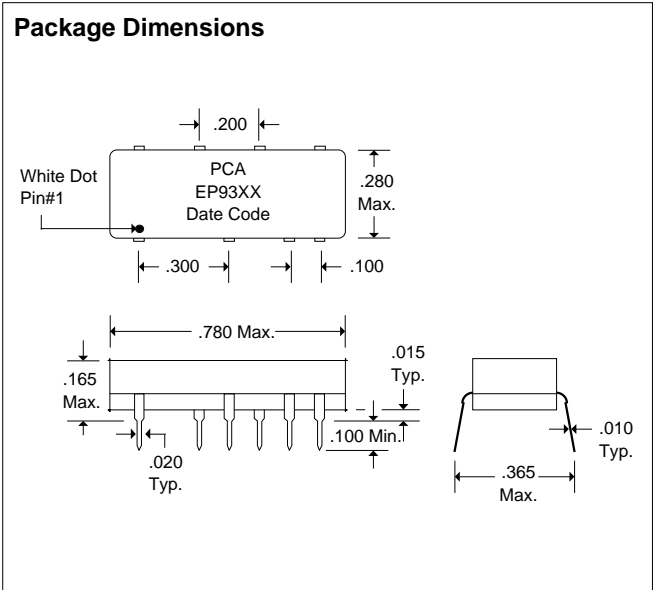 Package Dimensions
.200
White Dot
Pin#1
PCA
EP93XX
Date Code
.280
Max.
.300
.100
.780 Max.
.165
Max.
.015
Typ.
.100 Min.
.020
Typ.
.010
Typ.
.365
Max.